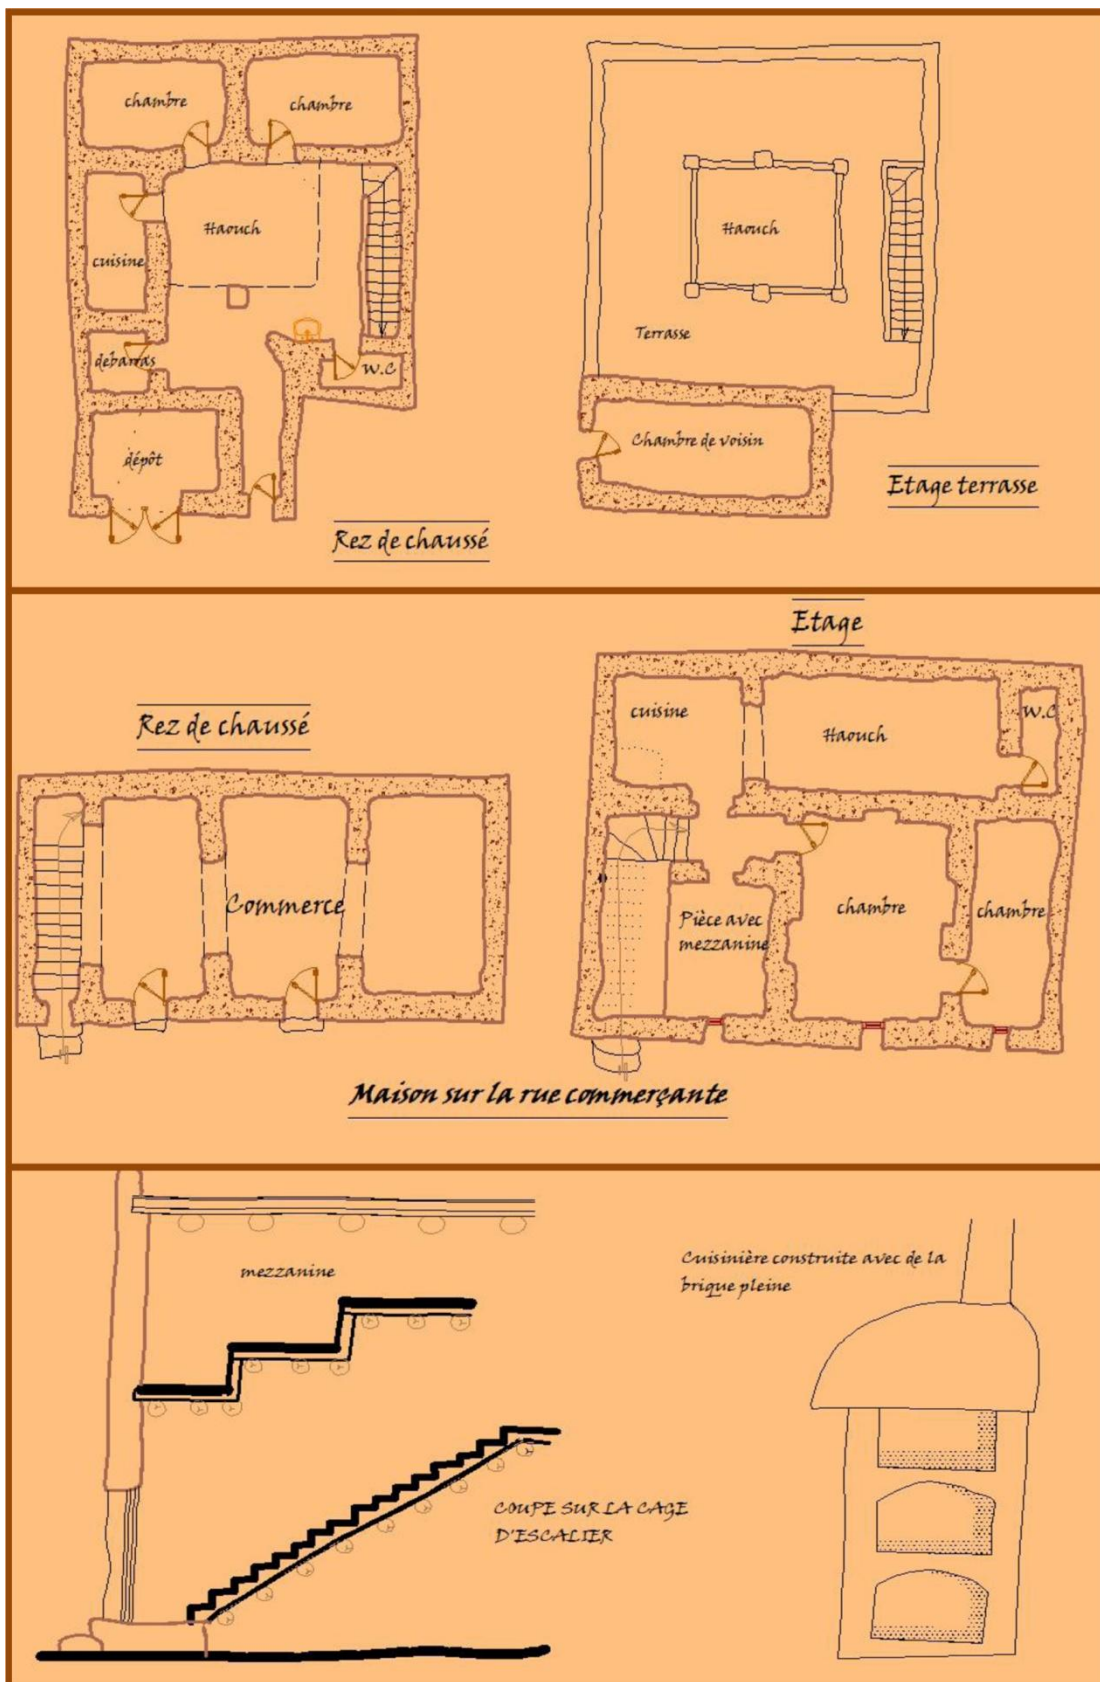 chambre
chambre
Haouch
cuisine
debarras
W.C
dépôt
Rez de chaussé
Haouch
Terrasse
Chambre de voisin
Etage terrasse
Etage
Rez de chaussé
Commerce
cuisine
Haouch
W.C
Pièce avec
mezzanine
chambre
chambre
Maison sur la rue commerçante
mezzanine
Cuisinière construite avec de la
brique pleine
COUPE SUR LA CAGE
D'ESCALIER